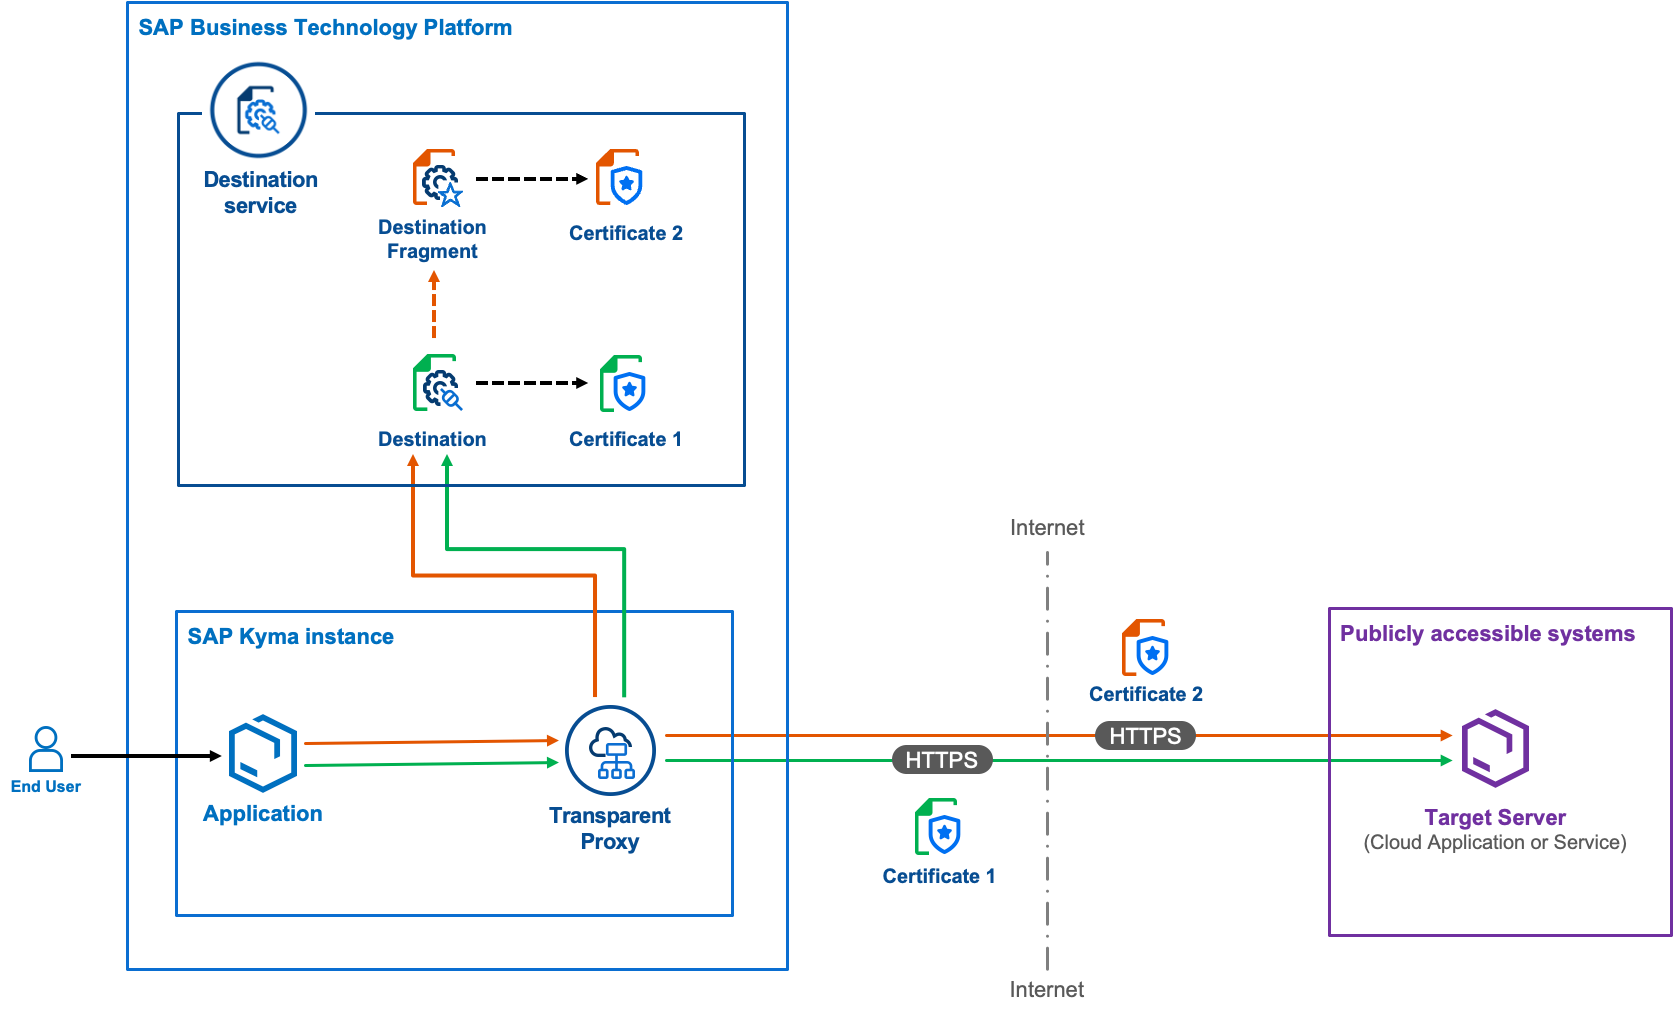 SAP Business Technology Platform
Destination
service
Destination
Fragment
Certificate 2
Destination
Certificate 1
Internet
SAP Kyma instance
Publicly accessible systems
Certificate 2
HTTPS
HTTPS
End User
Application
Transparent
Proxy
Target Server
(Cloud Application or Service)
Certificate 1
Internet